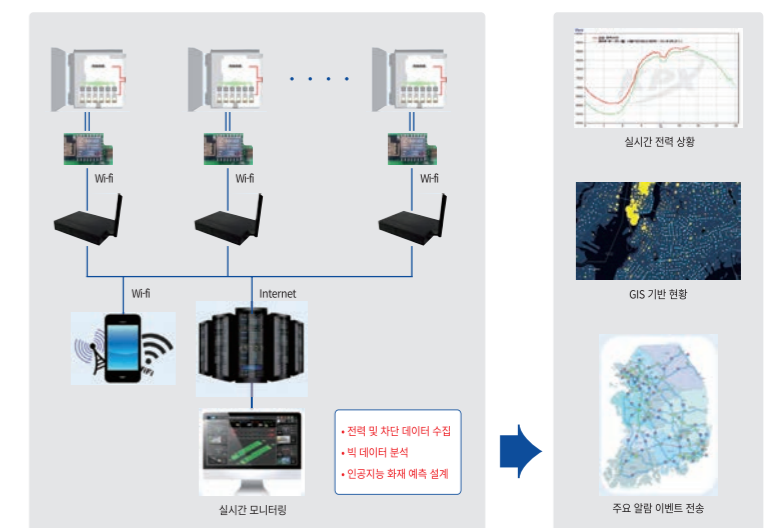 Wi-fi
Wi-fi
Wi-fi
Wi-fi
Internet
• 전력 및 차단 데이터 수집
• 빅 데이터 분석
• 인공지능 화재 예측 설계
실시간 모니터링
실시간 전력 상황
GIS 기반 현황
주요 알람 이벤트 전송